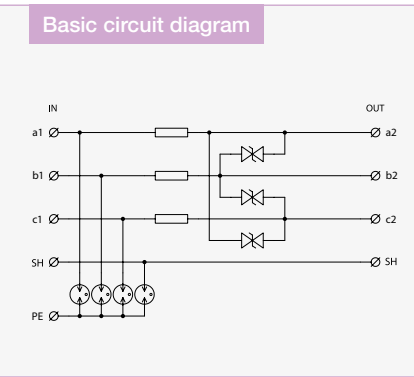 Basic circuit diagram
IN OUT
a1 a2
b1 b2
c1 c2
SH SH
PE